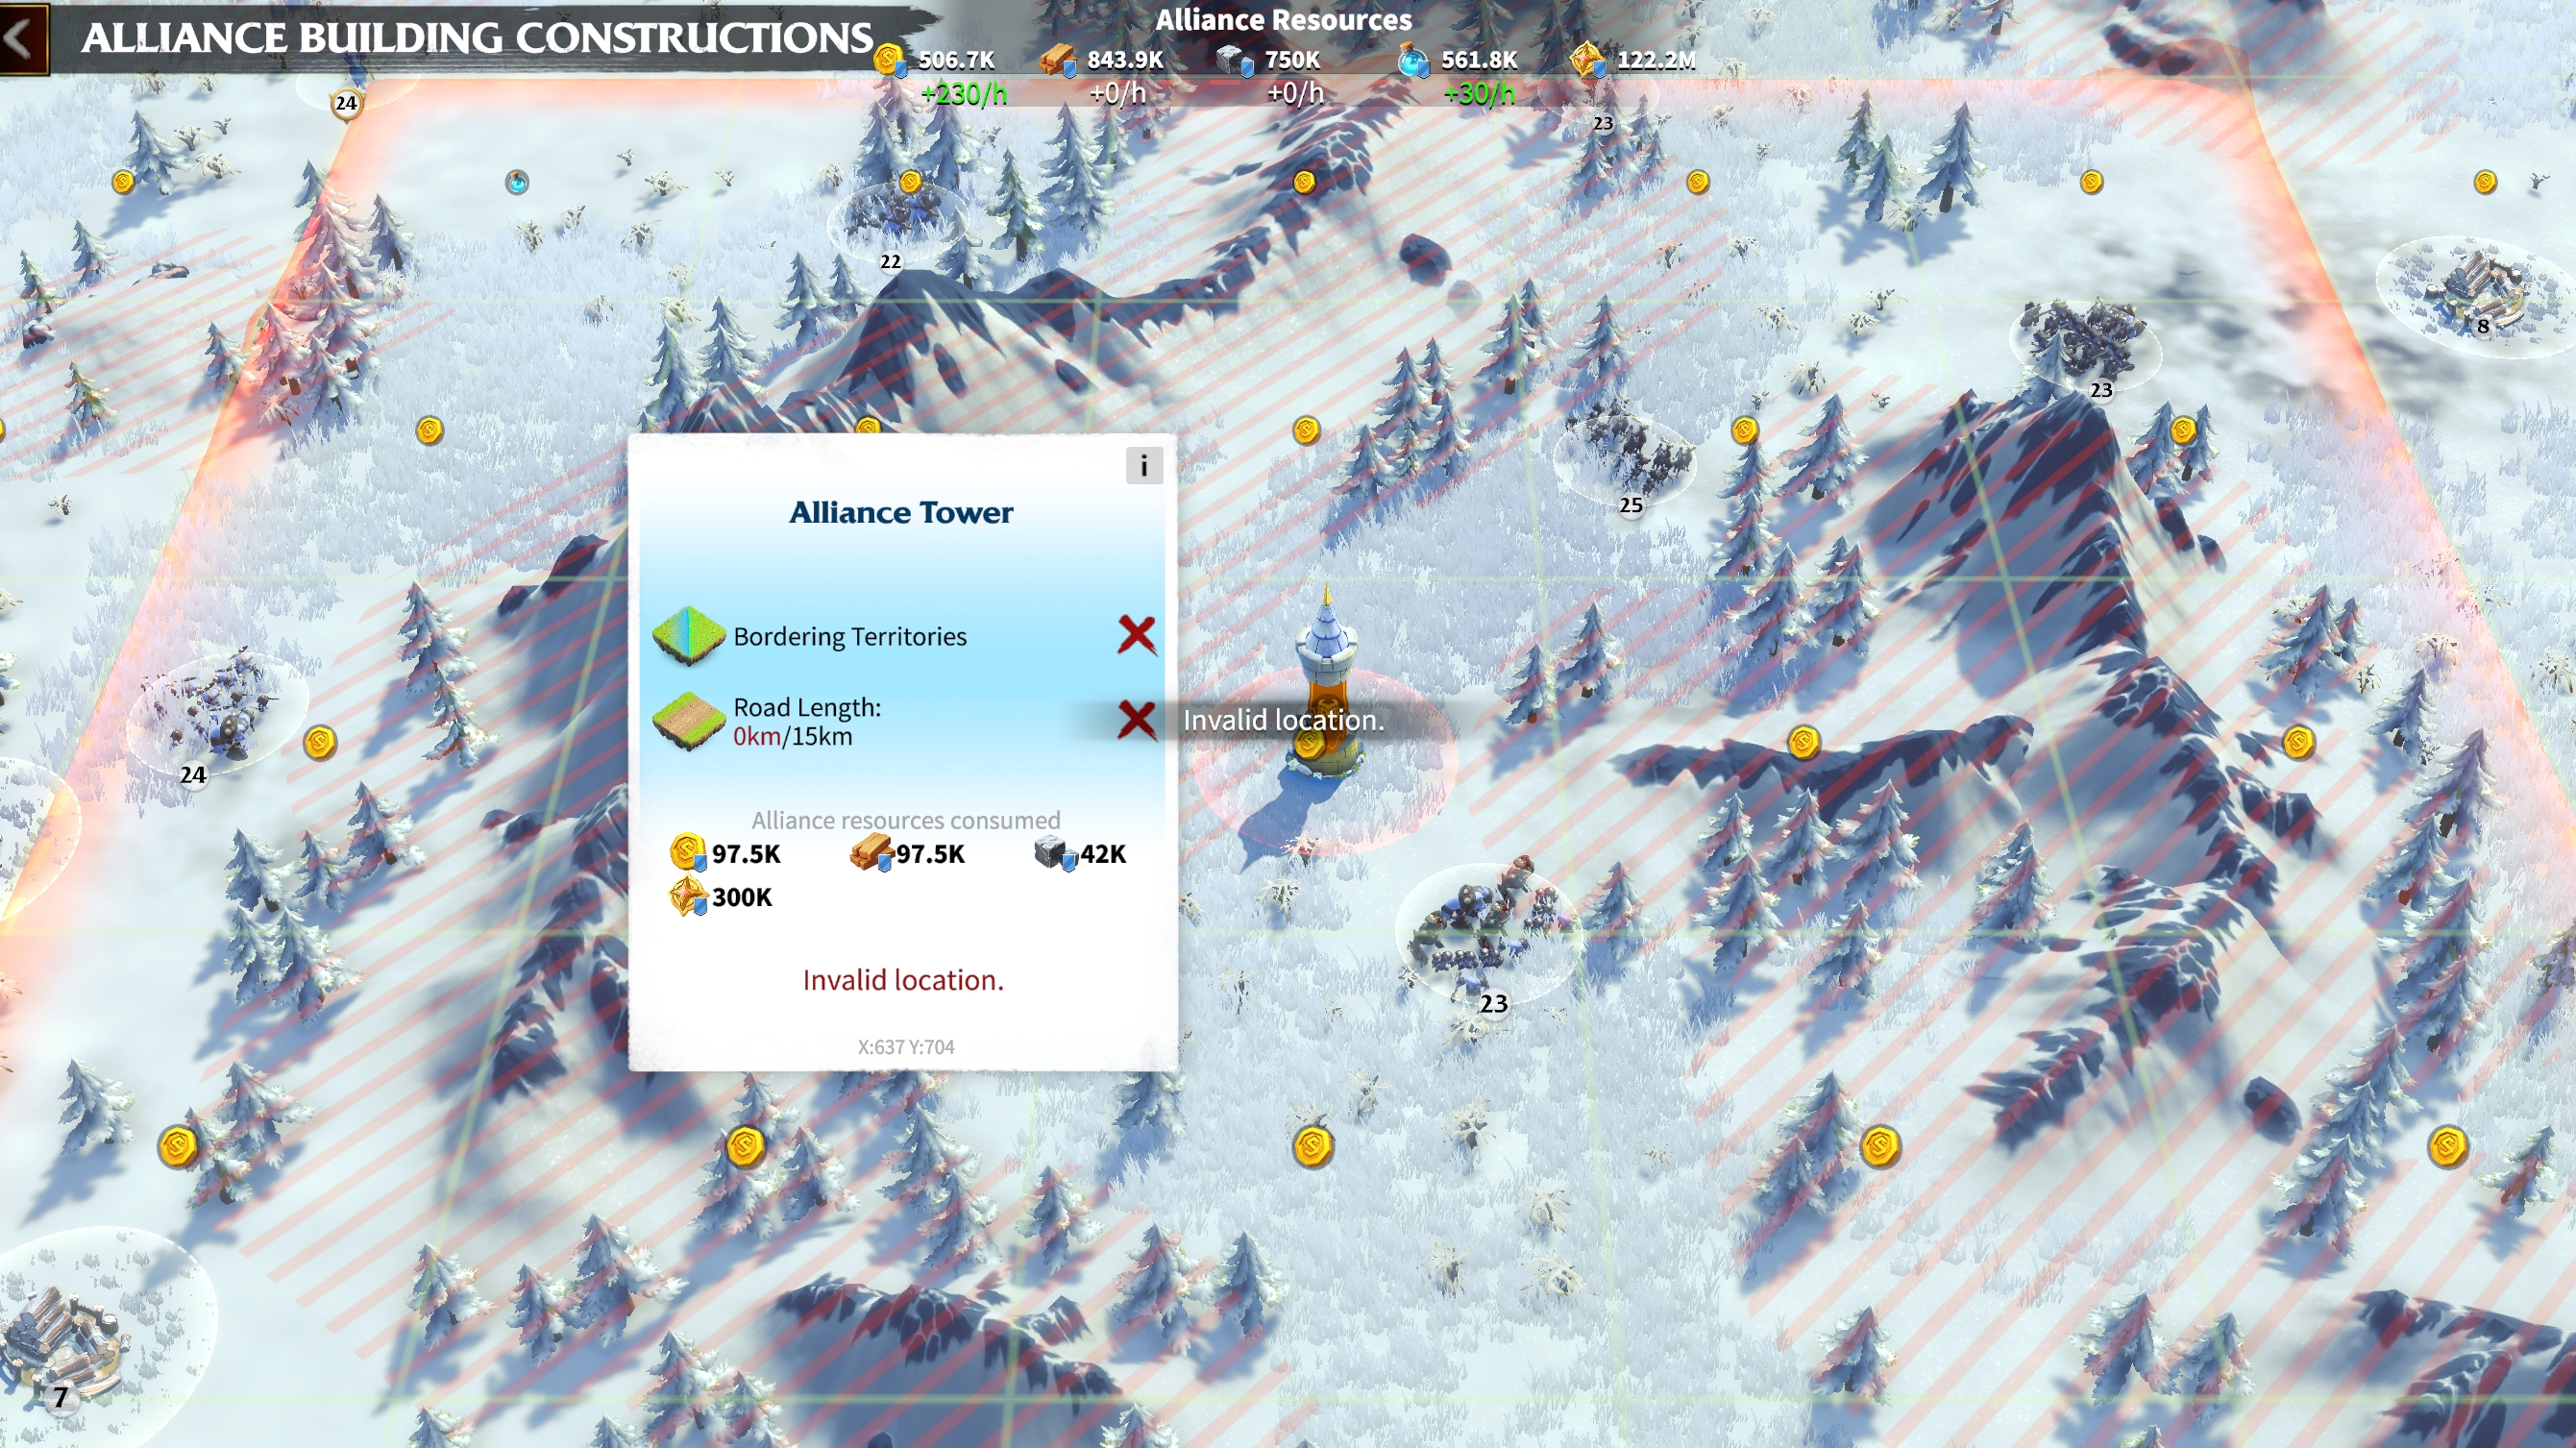 ALLIANCE BUILDING CONSTRUCTIONS
Alliance Resources
506.7K 843.9K 750K 561.8K 122.2M
+230/h +0/h +0/h +30/h
24
23
22
8
23
25
i
Alliance Tower
Bordering Territories
Road Length:
0km/15km
Invalid location.
24
Alliance resources consumed
97.5K 97.5K 42K
300K
Invalid location.
23
X:637 Y:704
7